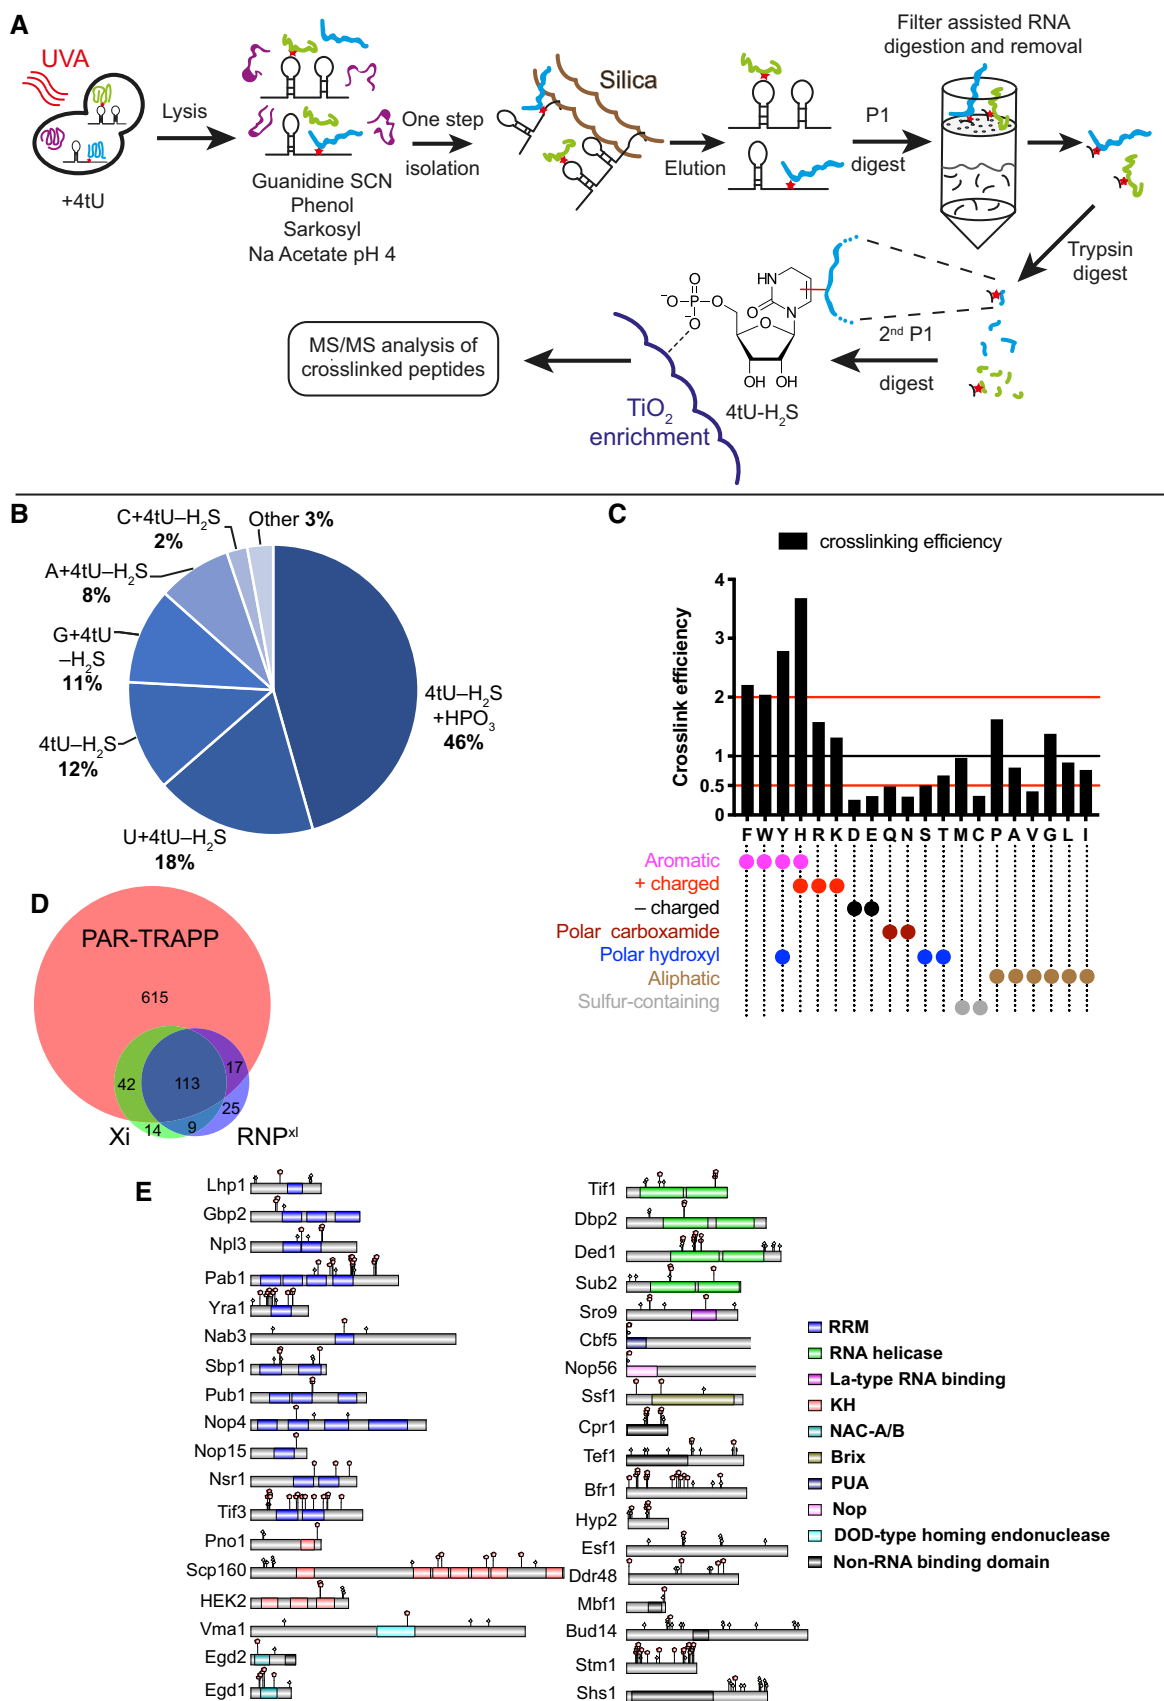 A
UVA
+4tU
Lysis
Guanidine SCN
Phenol
Sarkosyl
Na Acetate pH 4
One step
isolation
Silica
Elution
P1
digest
Filter assisted RNA
digestion and removal
Trypsin
digest
2nd P1
digest
HN
O
N
O
O
P
O
O
O
OH OH
4tU-H2S
TiO2
enrichment
MS/MS analysis of
crosslinked peptides
B
C+4tU–H2S
2%
Other 3%
A+4tU–H2S
8%
G+4tU
–H2S
11%
4tU–H2S
12%
U+4tU–H2S
18%
4tU–H2S
+HPO3
46%
C
crosslinking efficiency
Crosslink efficiency
4
3
2
1
0.5
0
F W Y H R K D E Q N S T M C P A V G L I
Aromatic
+ charged
– charged
Polar carboxamide
Polar hydroxyl
Aliphatic
Sulfur-containing
D
PAR-TRAPP
615
42
113
17
25
14
9
Xi
RNPxl
E
Lhp1
Gbp2
Npl3
Pab1
Yra1
Nab3
Sbp1
Pub1
Nop4
Nop15
Nsr1
Tif3
Pno1
Scp160
HEK2
Vma1
Egd2
Egd1
Tif1
Dbp2
Ded1
Sub2
Sro9
Cbf5
Nop56
Ssf1
Cpr1
Tef1
Bfr1
Hyp2
Esf1
Ddr48
Mbf1
Bud14
Stm1
Shs1
RRM
RNA helicase
La-type RNA binding
KH
NAC-A/B
Brix
PUA
Nop
DOD-type homing endonuclease
Non-RNA binding domain